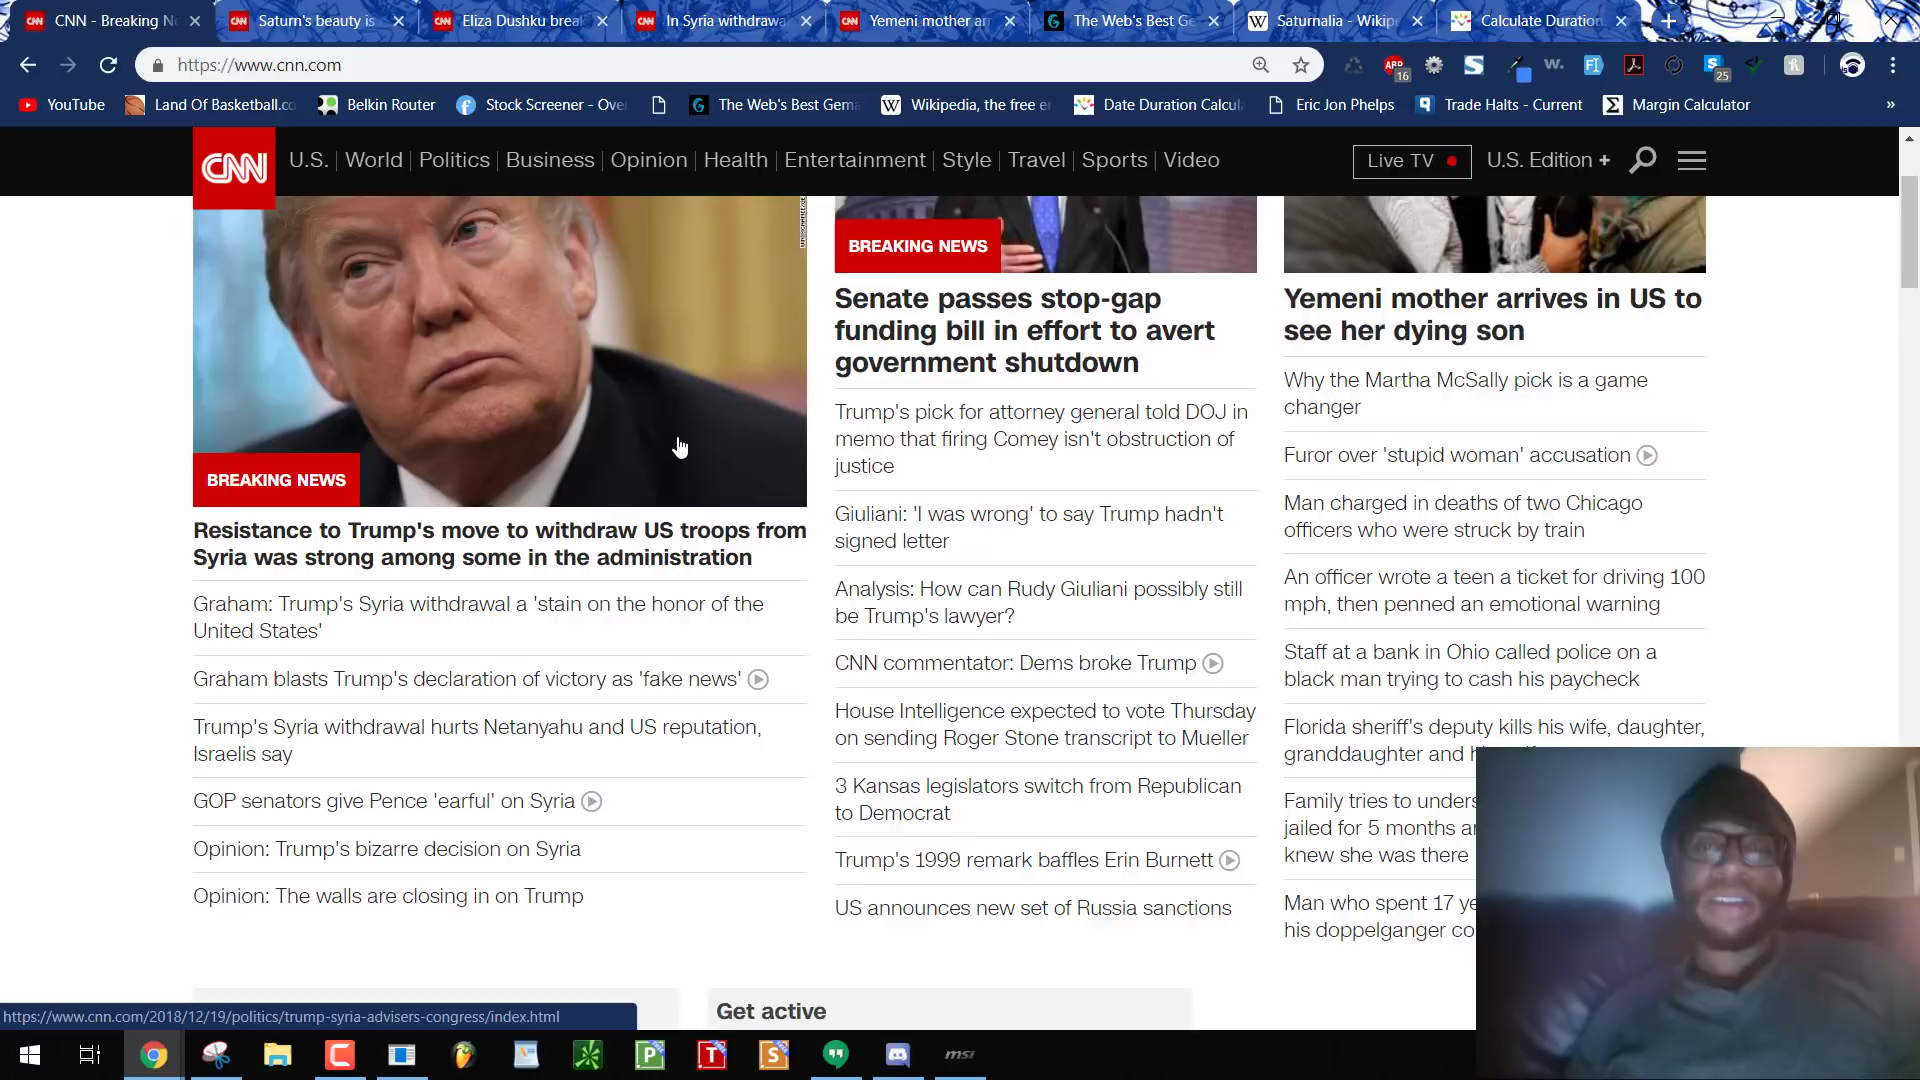 CNN - Breaking N
Saturn's beauty is
Eliza Dushku brea
In Syria withdrawa
Yemeni mother arr
The Web's Best Ge
Saturnalia - Wikipe
Calculate Duration
https://www.cnn.com
ABP
16
25
YouTube
Land Of Basketball.co
Belkin Router
Stock Screener - Over
The Web's Best Gema
Wikipedia, the free e
Date Duration Calcul
Eric Jon Phelps
Trade Halts - Current
Margin Calculator
CNN
U.S.
World
Politics
Business
Opinion
Health
Entertainment
Style
Travel
Sports
Video
Live TV
U.S. Edition +
BREAKING NEWS
Resistance to Trump's move to withdraw US troops from
Syria was strong among some in the administration
Graham: Trump's Syria withdrawal a 'stain on the honor of the
United States'
Graham blasts Trump's declaration of victory as 'fake news'
Trump's Syria withdrawal hurts Netanyahu and US reputation,
Israelis say
GOP senators give Pence 'earful' on Syria
Opinion: Trump's bizarre decision on Syria
Opinion: The walls are closing in on Trump
BREAKING NEWS
Senate passes stop-gap
funding bill in effort to avert
government shutdown
Trump's pick for attorney general told DOJ in
memo that firing Comey isn't obstruction of
justice
Giuliani: 'I was wrong' to say Trump hadn't
signed letter
Analysis: How can Rudy Giuliani possibly still
be Trump's lawyer?
CNN commentator: Dems broke Trump
House Intelligence expected to vote Thursday
on sending Roger Stone transcript to Mueller
3 Kansas legislators switch from Republican
to Democrat
Trump's 1999 remark baffles Erin Burnett
US announces new set of Russia sanctions
Yemeni mother arrives in US to
see her dying son
Why the Martha McSally pick is a game
changer
Furor over 'stupid woman' accusation
Man charged in deaths of two Chicago
officers who were struck by train
An officer wrote a teen a ticket for driving 100
mph, then penned an emotional warning
Staff at a bank in Ohio called police on a
black man trying to cash his paycheck
Florida sheriff's deputy kills his wife, daughter,
granddaughter and h
Family tries to unders
jailed for 5 months a
knew she was there
Man who spent 17 ye
his doppelganger co
Get active
https://www.cnn.com/2018/12/19/politics/trump-syria-advisers-congress/index.html
msi